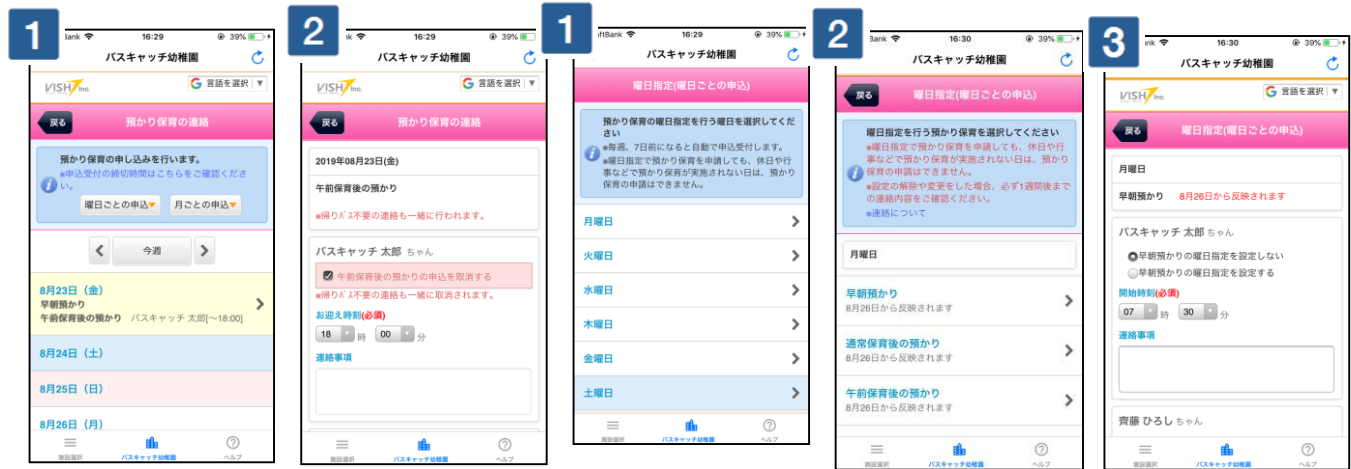 1
Bank 16:29 39%
バスキャッチ幼稚園
VISH Inc.
G 言語を選択 ▼
戻る 預かり保育の連絡
預かり保育の申し込みを行います。
※申込受付の締切時間はこちらをご確認ください。
曜日ごとの申込▼ 月ごとの申込▼
今週
8月23日（金）
早朝預かり
午前保育後の預かり バスキャッチ 太郎[~18:00]
8月24日（土）
8月25日（日）
8月26日（月）
施設選択 バスキャッチ幼稚園 ヘルプ
2
nk 16:29 39%
バスキャッチ幼稚園
VISH Inc.
G 言語を選択 ▼
戻る 預かり保育の連絡
2019年08月23日(金)
午前保育後の預かり
※帰りバス不要の連絡も一緒に行われます。
バスキャッチ 太郎 ちゃん
午前保育後の預かりの申込を取消する
※帰りバス不要の連絡も一緒に取消されます。
お迎え時刻(必須)
18 時 00 分
連絡事項
施設選択 バスキャッチ幼稚園 ヘルプ
1
ftBank 16:29 39%
バスキャッチ幼稚園
曜日指定(曜日ごとの申込)
預かり保育の曜日指定を行う曜日を選択してください
※毎週、7日前になると自動で申込受付します。
※曜日指定で預かり保育を申請しても、休日や行事などで預かり保育が実施されない日は、預かり保育の申請はできません。
月曜日
火曜日
水曜日
木曜日
金曜日
土曜日
施設選択 バスキャッチ幼稚園 ヘルプ
2
Bank 16:30 39%
バスキャッチ幼稚園
戻る 曜日指定(曜日ごとの申込)
曜日指定を行う預かり保育を選択してください
※曜日指定で預かり保育を申請しても、休日や行事などで預かり保育が実施されない日は、預かり保育の申請はできません。
※設定の解除や変更をした場合、必ず1週間後までの連絡内容をご確認ください。
※連絡について
月曜日
早朝預かり
8月26日から反映されます
通常保育後の預かり
8月26日から反映されます
午前保育後の預かり
8月26日から反映されます
施設選択 バスキャッチ幼稚園 ヘルプ
3
ank 16:30 39%
バスキャッチ幼稚園
VISH Inc.
G 言語を選択 ▼
戻る 曜日指定(曜日ごとの申込)
月曜日
早朝預かり 8月26日から反映されます
バスキャッチ 太郎 ちゃん
早朝預かりの曜日指定を設定しない
早朝預かりの曜日指定を設定する
開始時刻(必須)
07 時 30 分
連絡事項
齊藤 ひろし ちゃん
施設選択 バスキャッチ幼稚園 ヘルプ